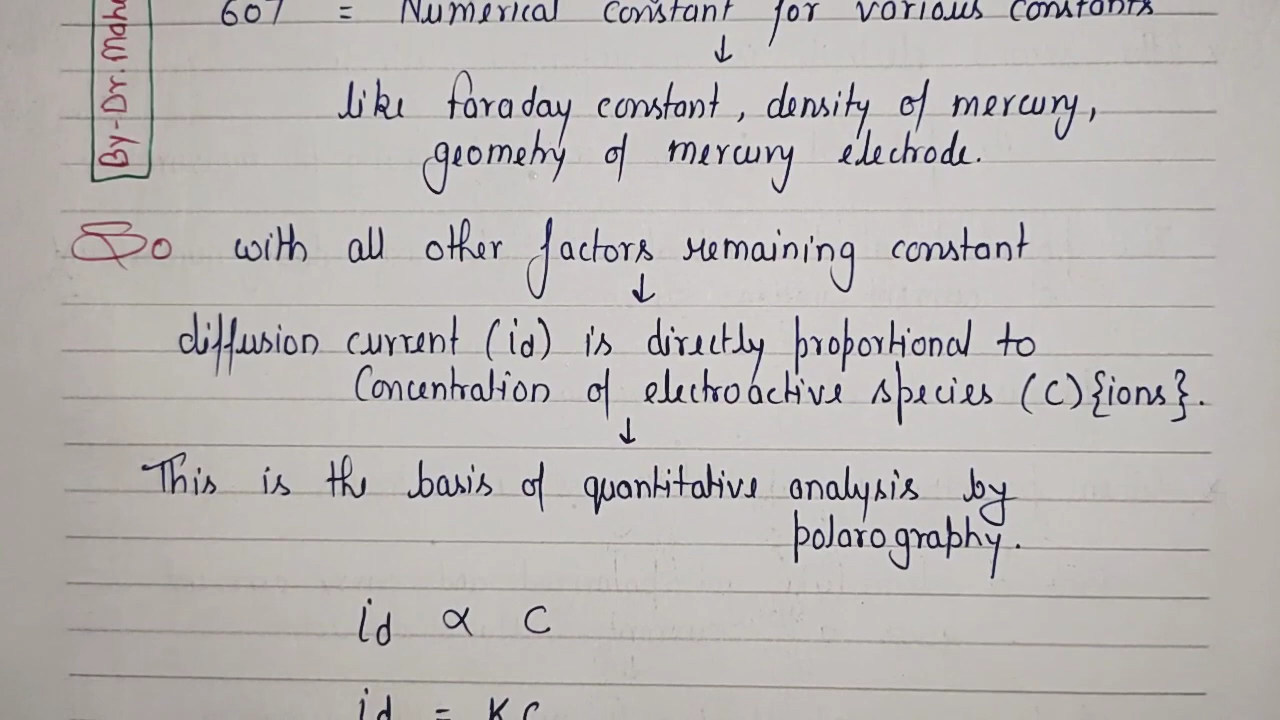 607 = Numerical constant for various constants
↓
like faraday constant, density of mercury,
geometry of mercury electrode.
So with all other factors remaining constant
↓
diffusion current (id) is directly proportional to
Concentration of electroactive species (C) {ions}.
↓
This is the basis of quantitative analysis by
polarography.
id ∝ C
id = KC
By-Dr.